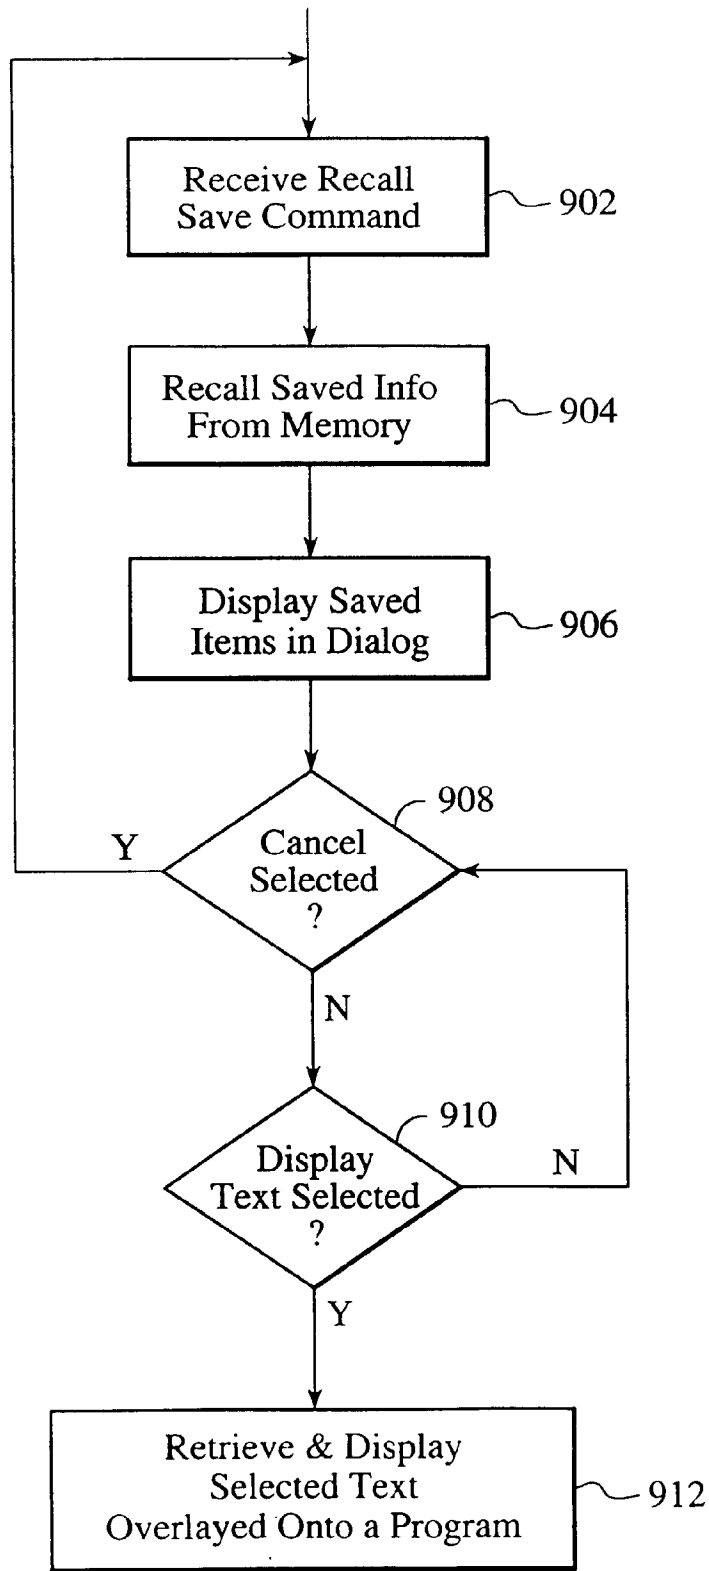 Receive Recall
Save Command
902
Recall Saved Info
From Memory
904
Display Saved
Items in Dialog
906
908
Cancel
Selected
?
Y
N
910
Display
Text Selected
?
N
Y
Retrieve & Display
Selected Text
Overlayed Onto a Program
912